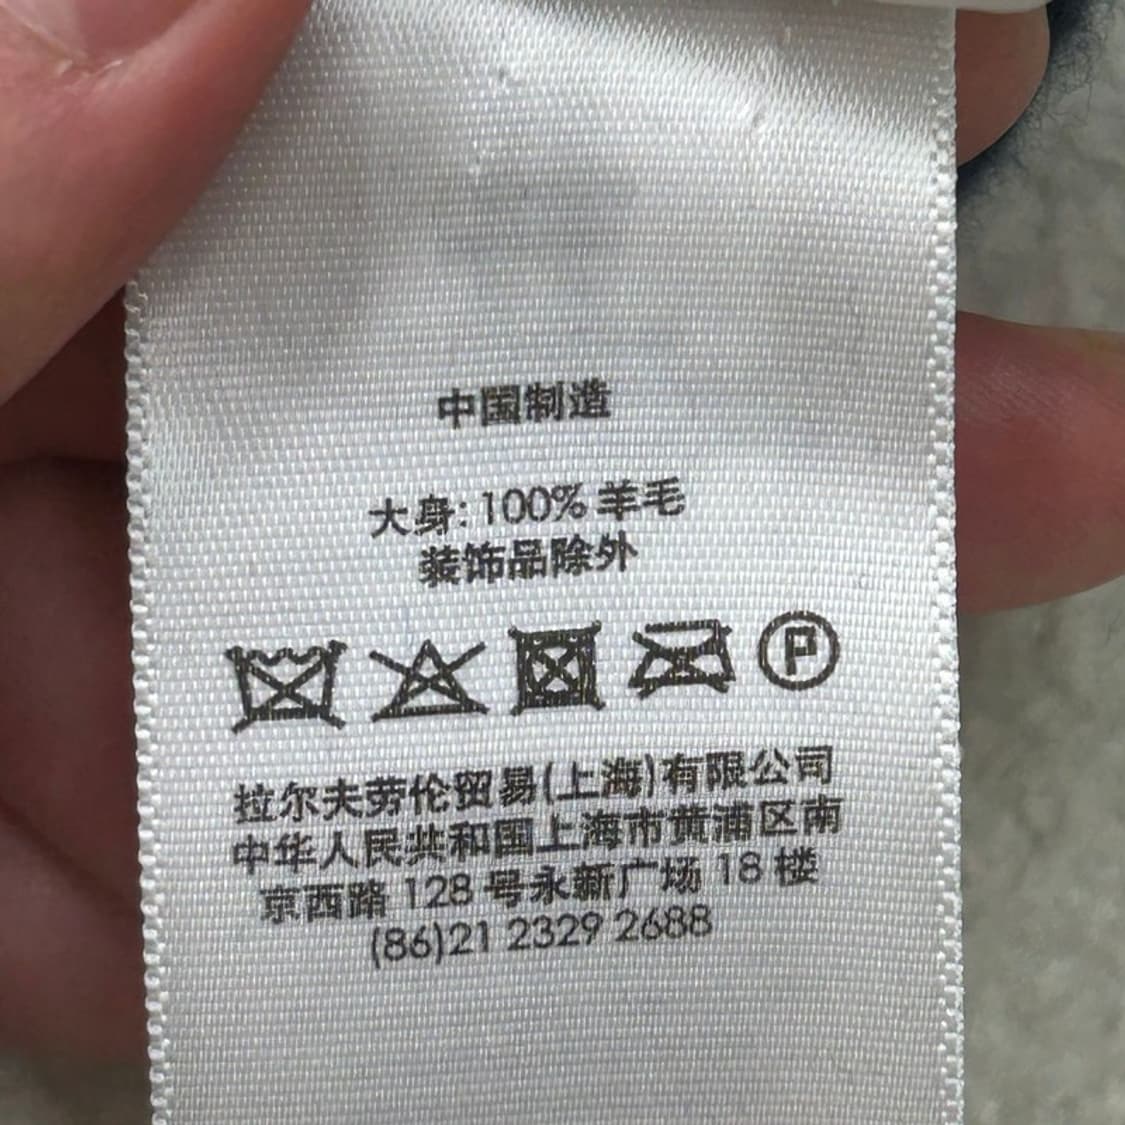 中国制造
大身: 100% 羊毛
装饰品除外
P
拉尔夫劳伦贸易(上海)有限公司
中华人民共和国上海市黄浦区南
京西路 128 号永新广场 18 楼
(86)21 2329 2688